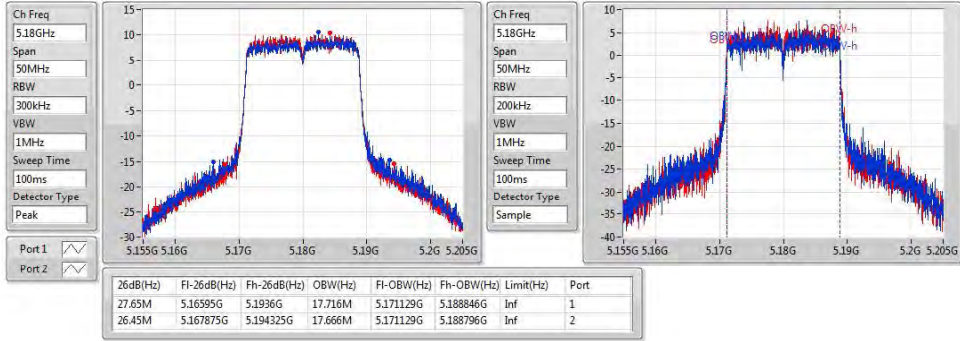 Ch Freq
5.18GHz
Span
50MHz
RBW
300kHz
VBW
1MHz
Sweep Time
100ms
Detector Type
Peak
Port 1
Port 2
15-
10-
5-
0-
-5-
-10-
-15-
-20-
-25-
-30-
5.155G 5.16G 5.17G 5.18G 5.19G 5.2G 5.205G
Ch Freq
5.18GHz
Span
50MHz
RBW
200kHz
VBW
1MHz
Sweep Time
100ms
Detector Type
Sample
10-
5-
0-
-5-
-10-
-15-
-20-
-25-
-30-
-35-
-40-
OBW-h
5.155G 5.16G 5.17G 5.18G 5.19G 5.2G 5.205G
26dB(Hz) Fl-26dB(Hz) Fh-26dB(Hz) OBW(Hz) Fl-OBW(Hz) Fh-OBW(Hz) Limit(Hz) Port
27.65M 5.16595G 5.1936G 17.716M 5.171129G 5.188846G Inf 1
26.45M 5.167875G 5.194325G 17.666M 5.171129G 5.188796G Inf 2